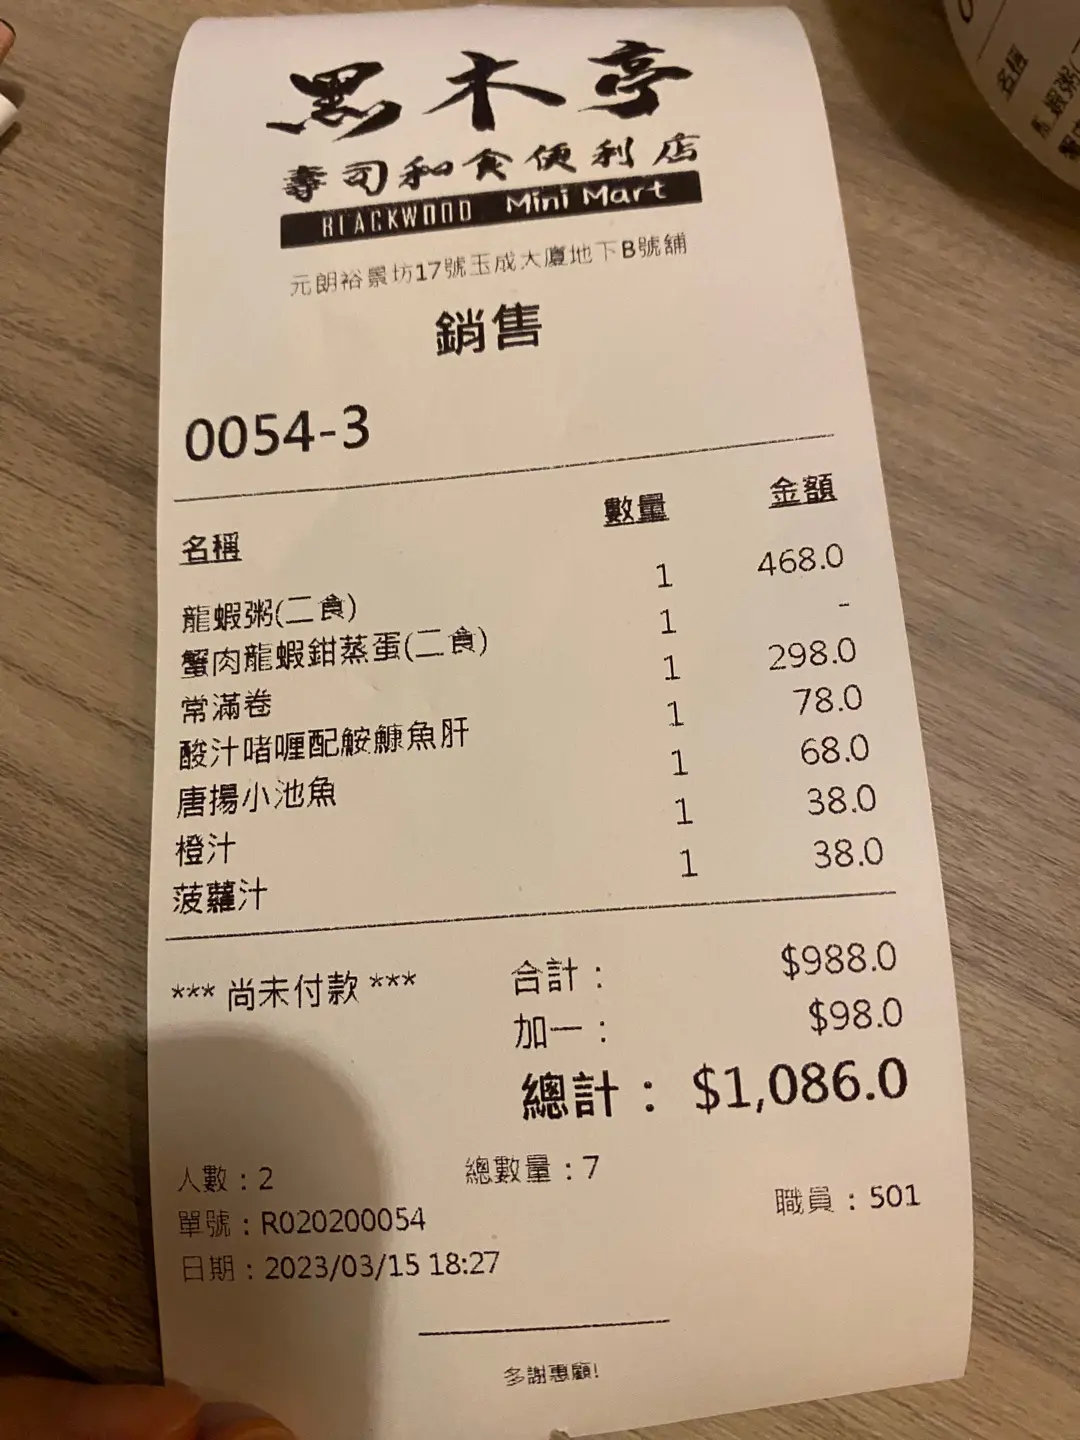 黑木亭
壽司和食便利店
BLACKWOOD Mini Mart
元朗裕景坊17號玉成大廈地下B號舖
銷售
0054-3
名稱 數量 金額
龍蝦粥(二食) 1 468.0
蟹肉龍蝦鉗蒸蛋(二食) 1 -
常滿卷 1 298.0
酸汁啫喱配鮟鱇魚肝 1 78.0
唐揚小池魚 1 68.0
橙汁 1 38.0
菠蘿汁 1 38.0
*** 尚未付款 *** 合計： $988.0
加一： $98.0
總計： $1,086.0
人數：2 總數量：7
單號：R020200054 職員：501
日期：2023/03/15 18:27
多謝惠顧!
名稱